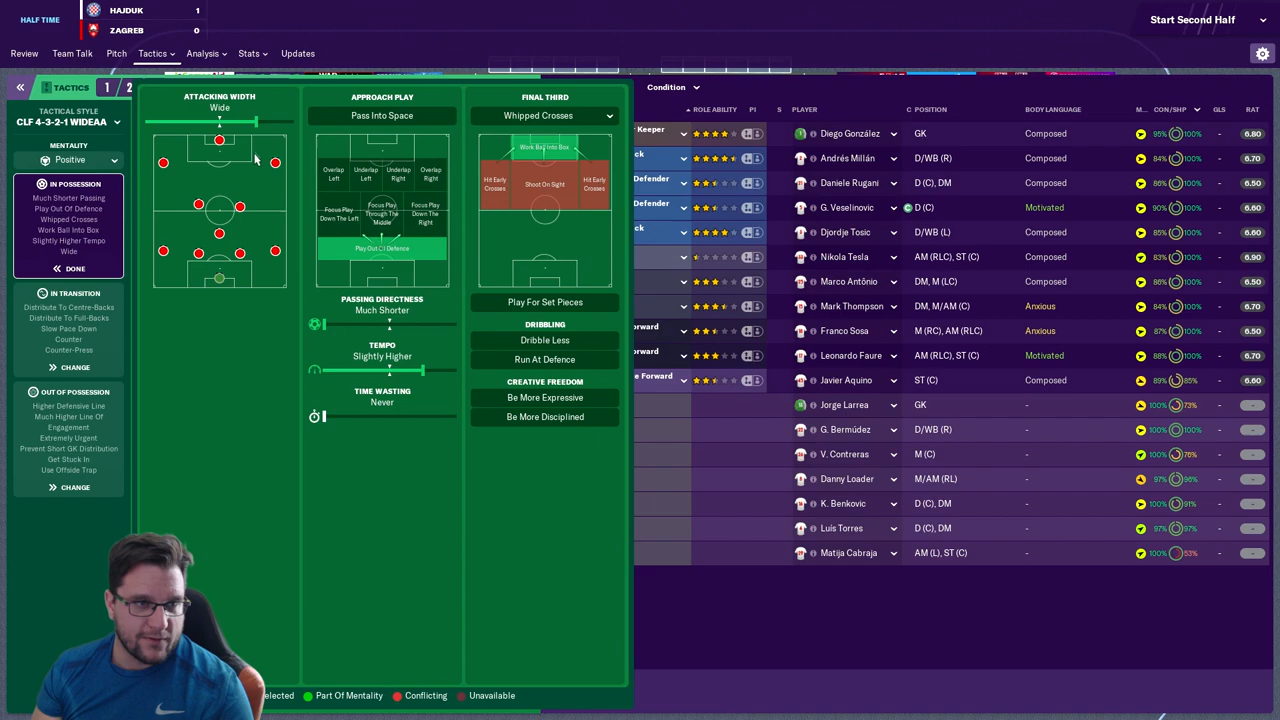 HALF TIME
HAJDUK 1
ZAGREB 0
Start Second Half
Review Team Talk Pitch Tactics Analysis Stats Updates
TACTICS 1 2
TACTICAL STYLE
CLF 4-3-2-1 WIDEAA
MENTALITY
Positive
IN POSSESSION
Much Shorter Passing
Play Out Of Defence
Whipped Crosses
Work Ball Into Box
Slightly Higher Tempo
Wide
DONE
IN TRANSITION
Distribute To Centre-Backs
Distribute To Full-Backs
Slow Pace Down
Counter
Counter-Press
CHANGE
OUT OF POSSESSION
Higher Defensive Line
Much Higher Line Of
Engagement
Extremely Urgent
Prevent Short GK Distribution
Get Stuck In
Use Offside Trap
CHANGE
ATTACKING WIDTH
Wide
APPROACH PLAY
Pass Into Space
Overlap Left
Underlap Left
Underlap Right
Overlap Right
Focus Play Down The Left
Focus Play Through The Middle
Focus Play Down The Right
Play Out Of Defence
PASSING DIRECTNESS
Much Shorter
TEMPO
Slightly Higher
TIME WASTING
Never
FINAL THIRD
Whipped Crosses
Work Ball Into Box
Hit Early Crosses
Shoot On Sight
Hit Early Crosses
Play For Set Pieces
DRIBBLING
Dribble Less
Run At Defence
CREATIVE FREEDOM
Be More Expressive
Be More Disciplined
elected Part Of Mentality Conflicting Unavailable
Condition
ROLE ABILITY PI S PLAYER C POSITION BODY LANGUAGE M... CON/SHP GLS RAT
r Keeper Diego González GK Composed 95% 100% - 6.80
ck Andrés Millán D/WB (R) Composed 84% 100% - 6.70
Defender Daniele Rugani D (C), DM Composed 86% 100% - 6.70
Defender G. Veselinovic C D (C) Motivated 90% 100% - 6.60
ck Djordje Tosic D/WB (L) Composed 85% 100% - 6.60
Nikola Tesla AM (RLC), ST (C) Composed 83% 100% - 6.90
Marco Antônio DM, M (LC) Composed 86% 100% - 6.50
Mark Thompson DM, M/AM (C) Anxious 84% 100% - 6.70
orward Franco Sosa M (RC), AM (RLC) Anxious 87% 100% - 6.50
orward Leonardo Faure AM (RLC), ST (C) Motivated 88% 100% - 6.70
e Forward Javier Aquino ST (C) Composed 89% 85% - 6.60
Jorge Larrea GK - 100% 73% - -
G. Bermúdez D/WB (R) - 100% 100% - -
V. Contreras M (C) - 100% 76% - -
Danny Loader M/AM (RL) - 97% 96% - -
K. Benkovic D (C), DM - 100% 91% - -
Luís Torres D (C), DM - 97% 97% - -
Matija Cabraja AM (L), ST (C) - 100% 53% - -